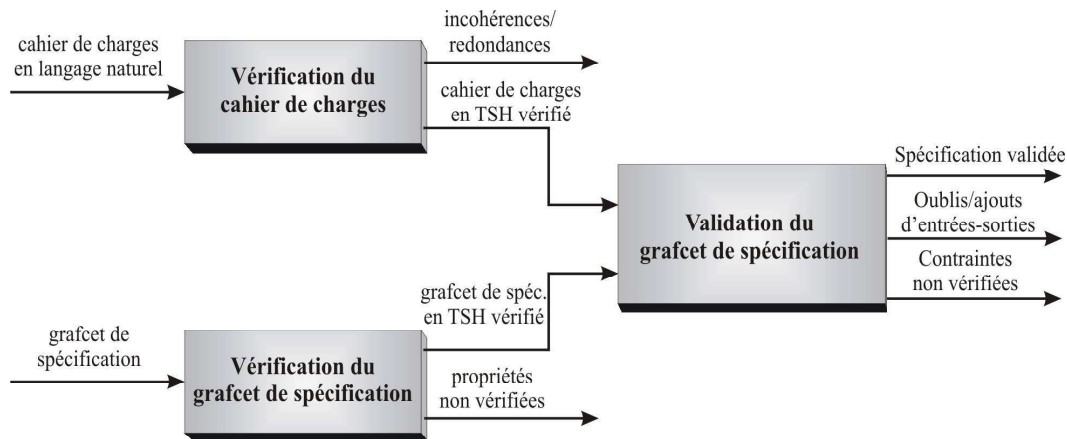 cahier de charges
en langage naturel
Vérification du
cahier de charges
incohérences/
redondances
cahier de charges
en TSH vérifié
grafcet de
spécification
Vérification du
grafcet de spécification
grafcet de spéc.
en TSH vérifié
propriétés
non vérifiées
Validation du
grafcet de spécification
Spécification validée
Oublis/ajouts
d’entrées-sorties
Contraintes
non vérifiées